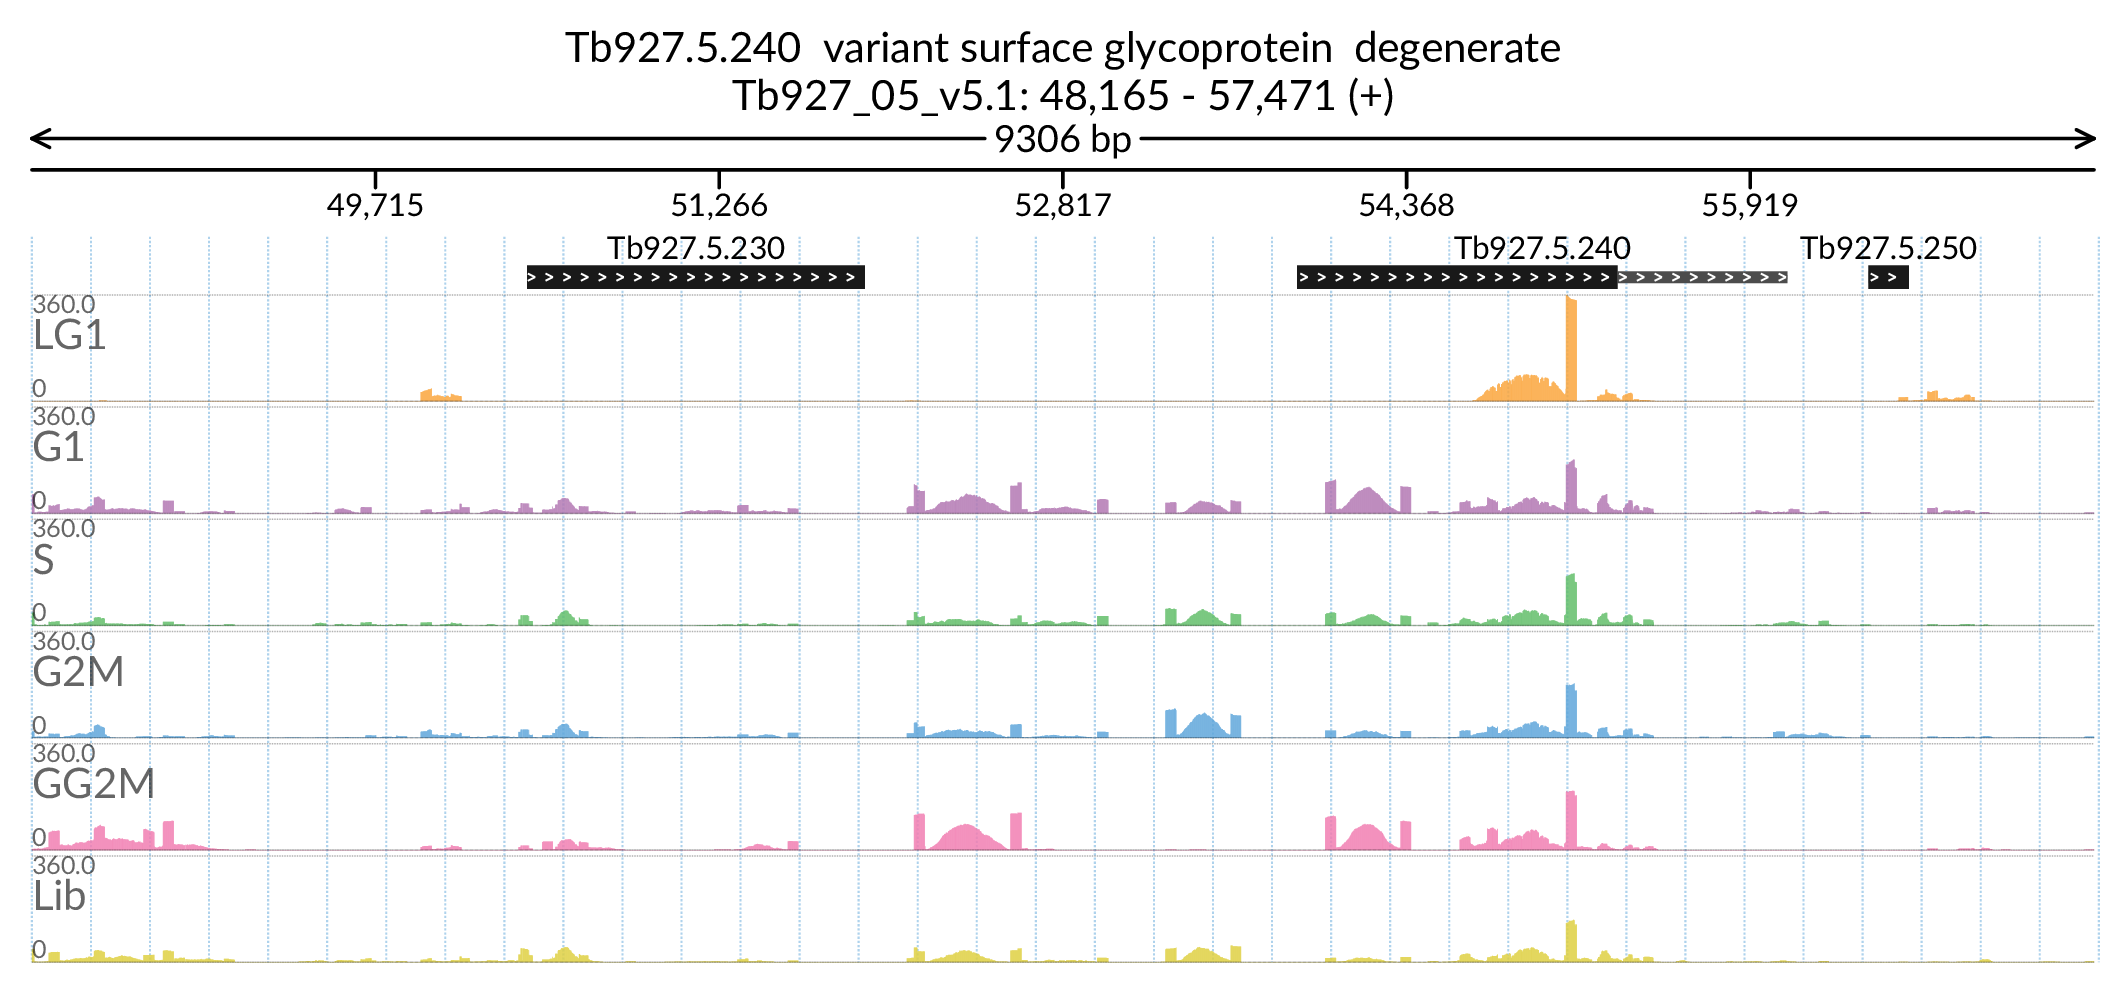 Tb927.5.240  variant surface glycoprotein  degenerate
Tb927_05_v5.1: 48,165 - 57,471 (+)
9306 bp
49,715 51,266 52,817 54,368 55,919
Tb927.5.230 Tb927.5.240 Tb927.5.250
360.0
LG1
0
360.0
G1
0
360.0
S
0
360.0
G2M
0
360.0
GG2M
0
360.0
Lib
0